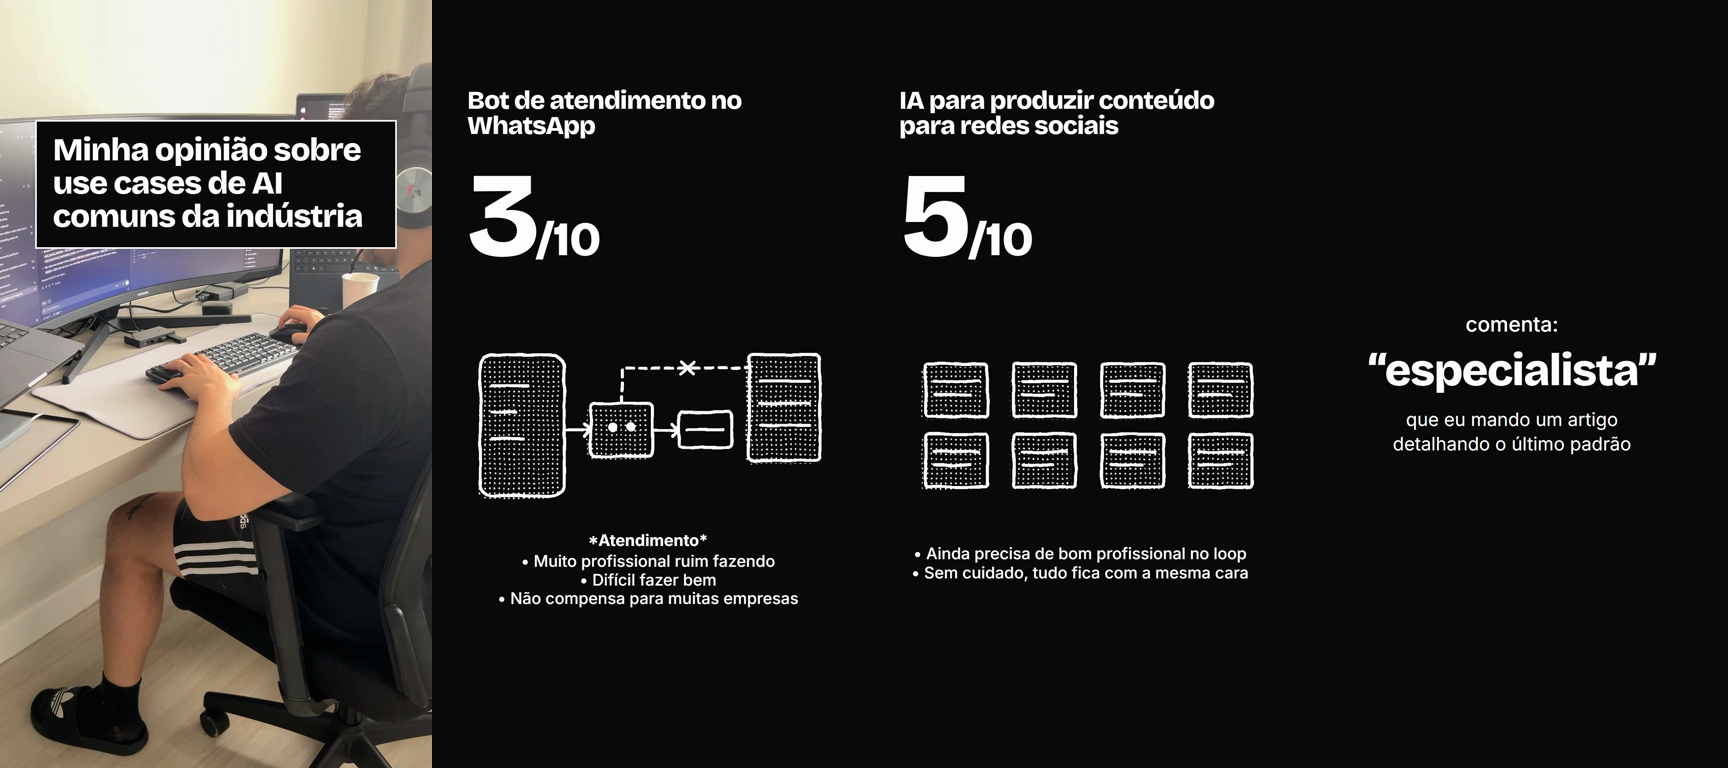 Minha opinião sobre
use cases de AI
comuns da indústria
Bot de atendimento no
WhatsApp
3/10
*Atendimento*
• Muito profissional ruim fazendo
• Difícil fazer bem
• Não compensa para muitas empresas
IA para produzir conteúdo
para redes sociais
5/10
• Ainda precisa de bom profissional no loop
• Sem cuidado, tudo fica com a mesma cara
comenta:
“especialista”
que eu mando um artigo
detalhando o último padrão